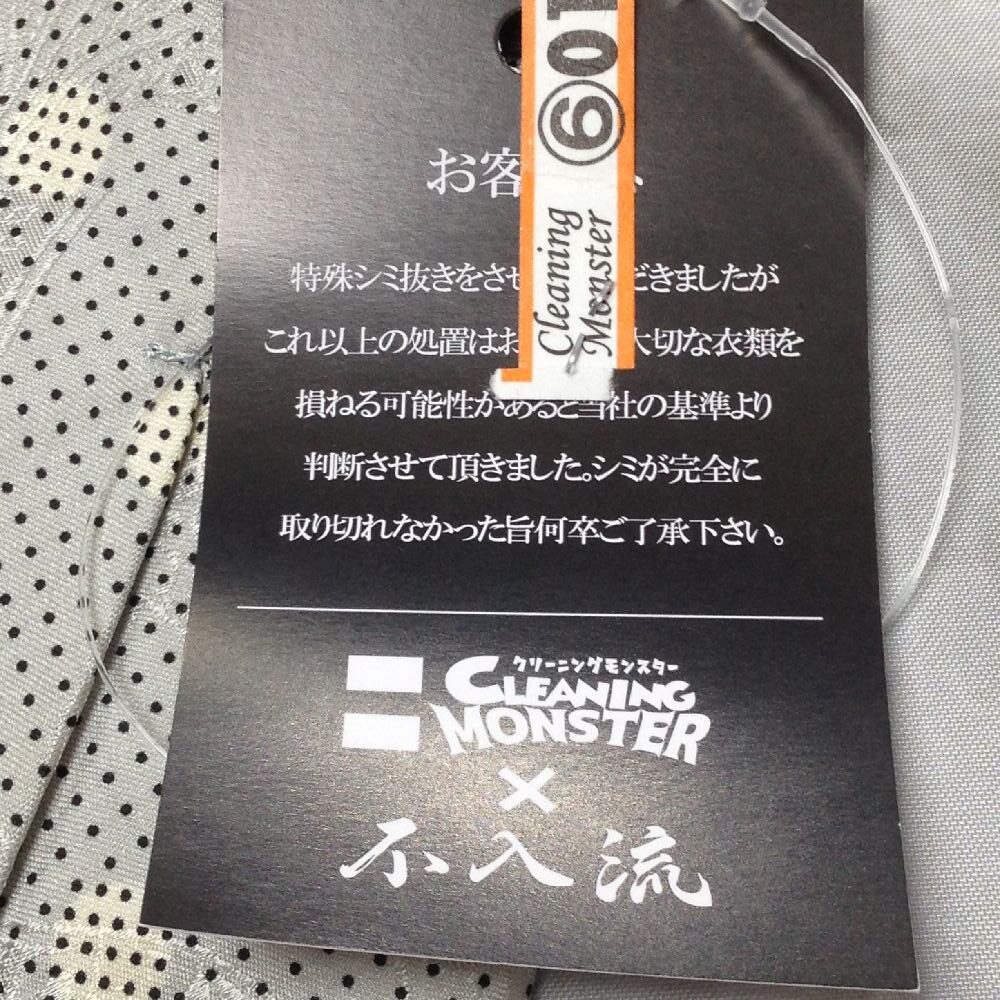 ⑥01
Cleaning
Monster
お客
特殊シミ抜きをさせ だきましたが
これ以上の処置はお 大切な衣類を
損ねる可能性があると当社の基準より
判断させて頂きました。シミが完全に
取り切れなかった旨何卒ご了承下さい。
クリーニングモンスター
CLEANING
MONSTER
×
不入流